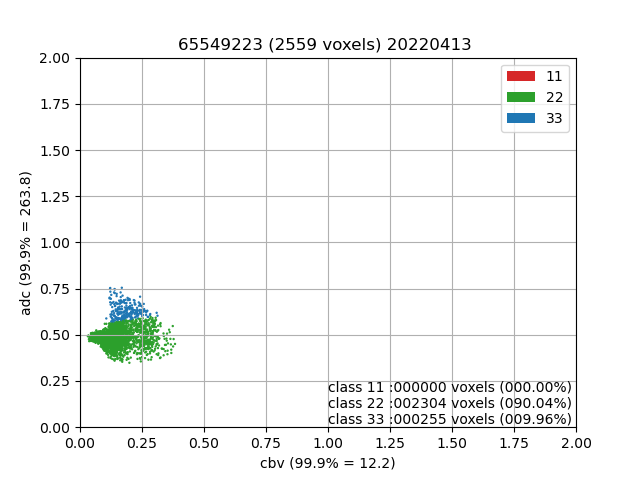 65549223 (2559 voxels) 20220413
2.00
1.75
1.50
1.25
1.00
0.75
0.50
0.25
0.00
adc (99.9% = 263.8)
11
22
33
class 11 :000000 voxels (000.00%)
class 22 :002304 voxels (090.04%)
class 33 :000255 voxels (009.96%)
0.00 0.25 0.50 0.75 1.00 1.25 1.50 1.75 2.00
cbv (99.9% = 12.2)